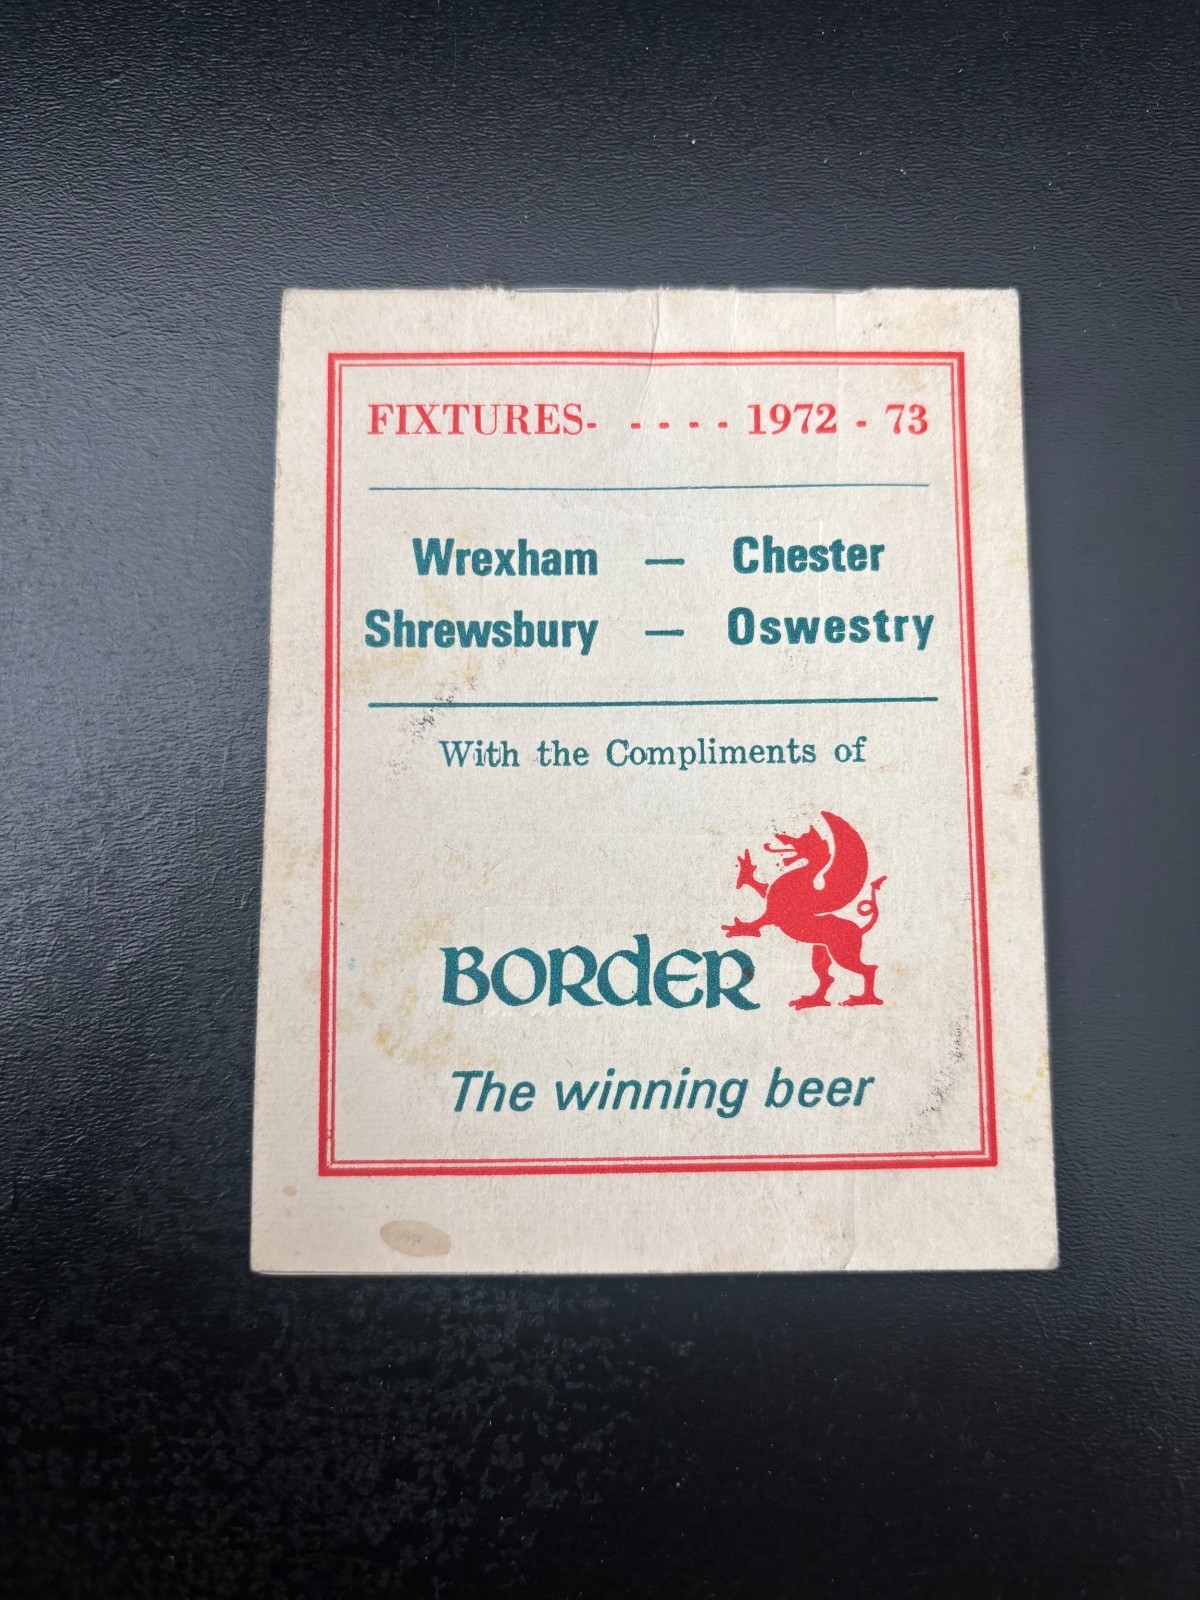 FIXTURES- - - - - 1972 - 73
Wrexham — Chester
Shrewsbury — Oswestry
With the Compliments of
BORdER
The winning beer